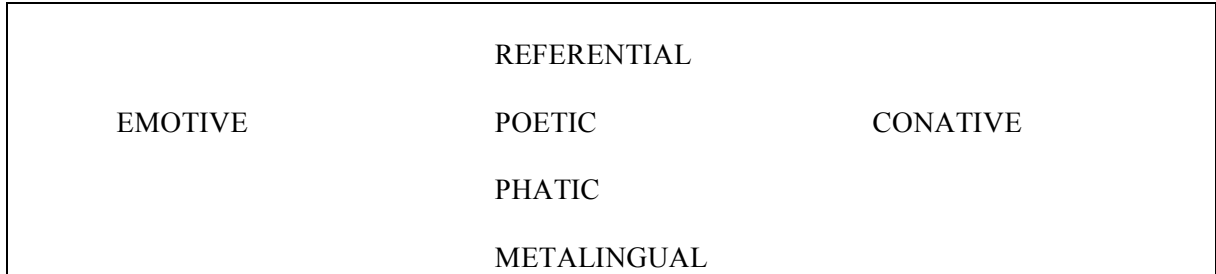 REFERENTIAL
EMOTIVE POETIC CONATIVE
PHATIC
METALINGUAL